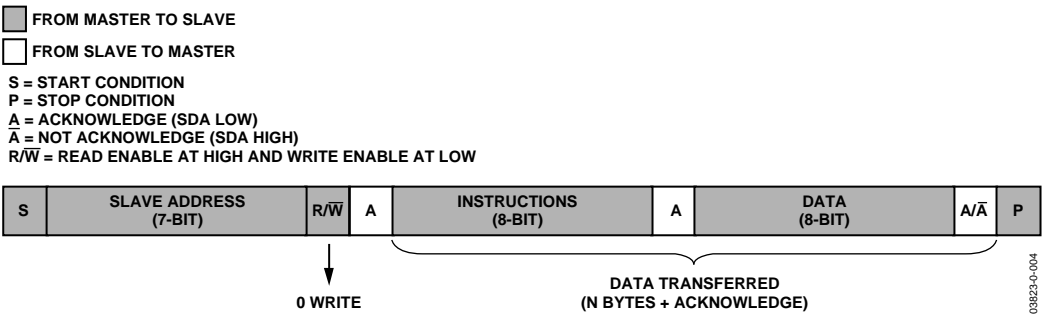 FROM MASTER TO SLAVE
FROM SLAVE TO MASTER
S = START CONDITION
P = STOP CONDITION
A = ACKNOWLEDGE (SDA LOW)
A̅ = NOT ACKNOWLEDGE (SDA HIGH)
R/W̅ = READ ENABLE AT HIGH AND WRITE ENABLE AT LOW
S SLAVE ADDRESS (7-BIT) R/W̅ A INSTRUCTIONS (8-BIT) A DATA (8-BIT) A/A̅ P
0 WRITE
DATA TRANSFERRED
(N BYTES + ACKNOWLEDGE)
03823-0-004